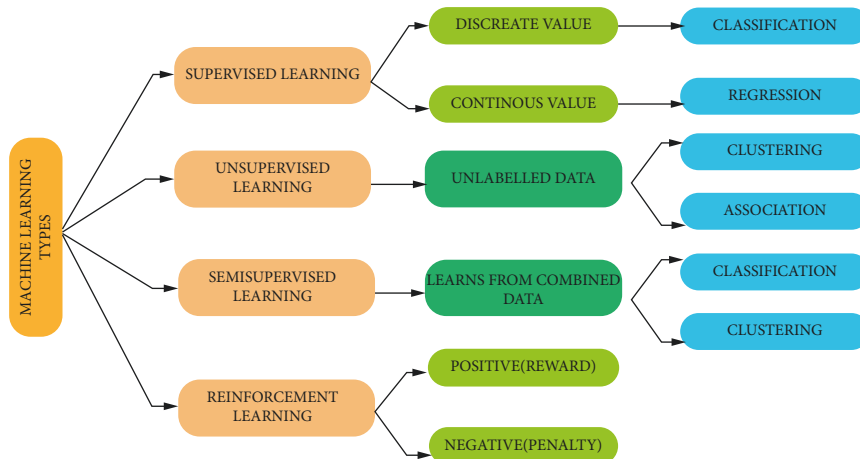 MACHINE LEARNING
TYPES
SUPERVISED LEARNING
DISCREATE VALUE
CLASSIFICATION
CONTINOUS VALUE
REGRESSION
UNSUPERVISED
LEARNING
UNLABELLED DATA
CLUSTERING
ASSOCIATION
SEMISUPERVISED
LEARNING
LEARNS FROM COMBINED
DATA
CLASSIFICATION
CLUSTERING
REINFORCEMENT
LEARNING
POSITIVE(REWARD)
NEGATIVE(PENALTY)